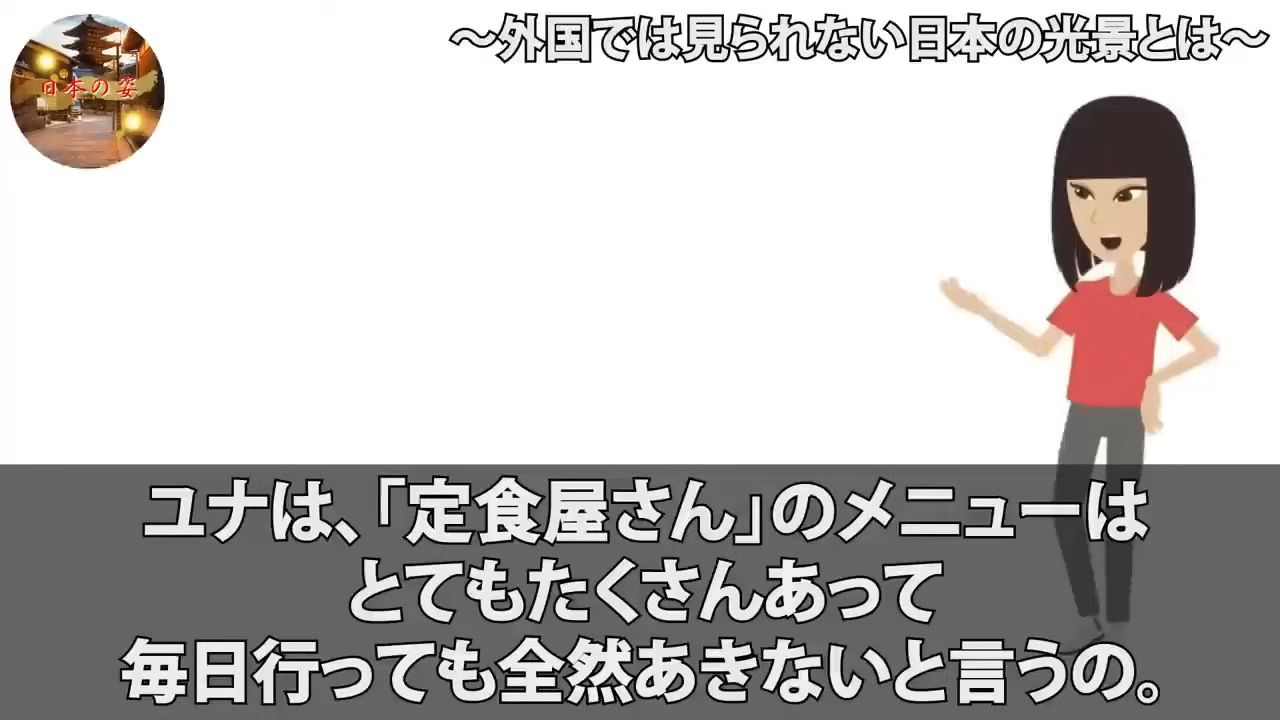 ～外国では見られない日本の光景とは～
日本の姿
ユナは、「定食屋さん」のメニューは
とてもたくさんあって
毎日行っても全然あきないと言うの。